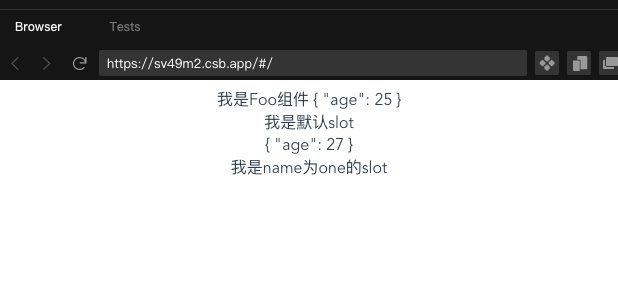 Browser Tests
https://sv49m2.csb.app/#/
我是Foo组件 { "age": 25 }
我是默认slot
{ "age": 27 }
我是name为one的slot